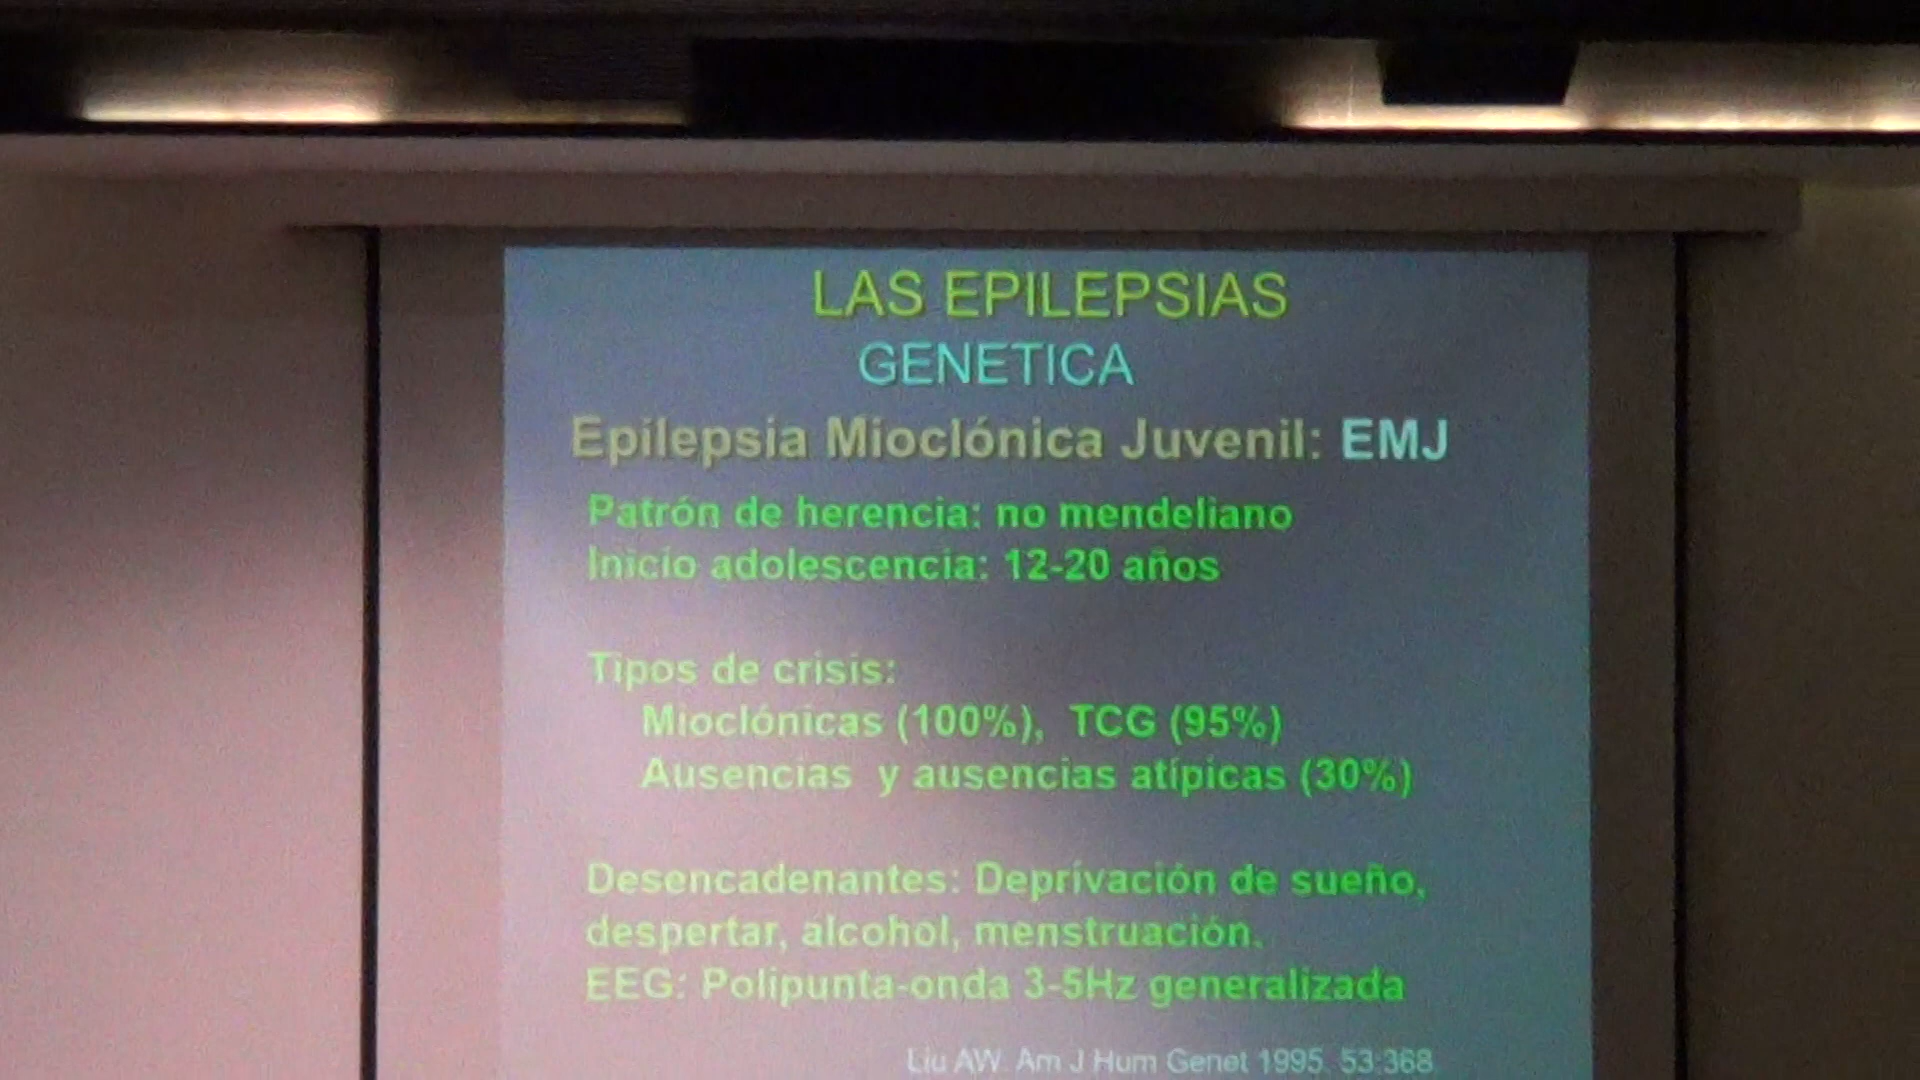 LAS EPILEPSIAS
GENETICA
Epilepsia Mioclónica Juvenil: EMJ
Patrón de herencia: no mendeliano
Inicio adolescencia: 12-20 años
Tipos de crisis:
Mioclónicas (100%), TCG (95%)
Ausencias y ausencias atípicas (30%)
Desencadenantes: Deprivación de sueño,
despertar, alcohol, menstruación.
EEG: Polipunta-onda 3-5Hz generalizada
Liu AW. Am J Hum Genet 1995. 53:368